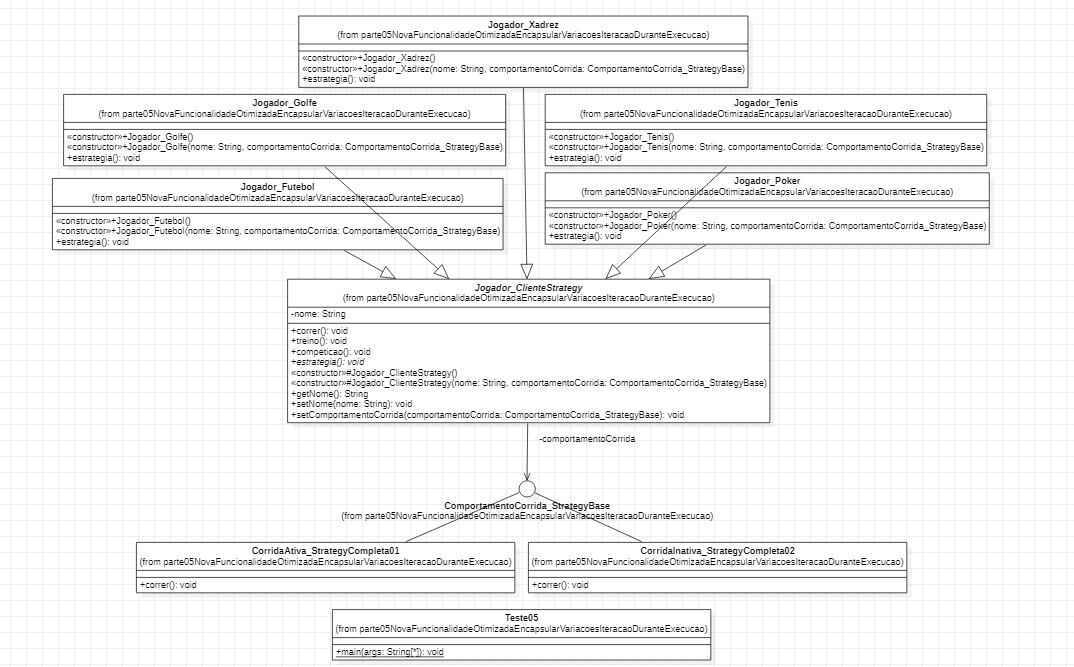 Jogador_Xadrez
(from parte05NovaFuncionalidadeOtimizadaEncapsularVariacoesIteracaoDuranteExecucao)
«constructor»+Jogador_Xadrez()
«constructor»+Jogador_Xadrez(nome: String, comportamentoCorrida: ComportamentoCorrida_StrategyBase)
+estrategia(): void
Jogador_Golfe
(from parte05NovaFuncionalidadeOtimizadaEncapsularVariacoesIteracaoDuranteExecucao)
«constructor»+Jogador_Golfe()
«constructor»+Jogador_Golfe(nome: String, comportamentoCorrida: ComportamentoCorrida_StrategyBase)
+estrategia(): void
Jogador_Tenis
(from parte05NovaFuncionalidadeOtimizadaEncapsularVariacoesIteracaoDuranteExecucao)
«constructor»+Jogador_Tenis()
«constructor»+Jogador_Tenis(nome: String, comportamentoCorrida: ComportamentoCorrida_StrategyBase)
+estrategia(): void
Jogador_Futebol
(from parte05NovaFuncionalidadeOtimizadaEncapsularVariacoesIteracaoDuranteExecucao)
«constructor»+Jogador_Futebol()
«constructor»+Jogador_Futebol(nome: String, comportamentoCorrida: ComportamentoCorrida_StrategyBase)
+estrategia(): void
Jogador_Poker
(from parte05NovaFuncionalidadeOtimizadaEncapsularVariacoesIteracaoDuranteExecucao)
«constructor»+Jogador_Poker()
«constructor»+Jogador_Poker(nome: String, comportamentoCorrida: ComportamentoCorrida_StrategyBase)
+estrategia(): void
Jogador_ClienteStrategy
(from parte05NovaFuncionalidadeOtimizadaEncapsularVariacoesIteracaoDuranteExecucao)
-nome: String
+correr(): void
+treino(): void
+competicao(): void
+estrategia(): void
«constructor»#Jogador_ClienteStrategy()
«constructor»#Jogador_ClienteStrategy(nome: String, comportamentoCorrida: ComportamentoCorrida_StrategyBase)
+getNome(): String
+setNome(nome: String): void
+setComportamentoCorrida(comportamentoCorrida: ComportamentoCorrida_StrategyBase): void
-comportamentoCorrida
ComportamentoCorrida_StrategyBase
(from parte05NovaFuncionalidadeOtimizadaEncapsularVariacoesIteracaoDuranteExecucao)
CorridaAtiva_StrategyCompleta01
(from parte05NovaFuncionalidadeOtimizadaEncapsularVariacoesIteracaoDuranteExecucao)
+correr(): void
CorridaInativa_StrategyCompleta02
(from parte05NovaFuncionalidadeOtimizadaEncapsularVariacoesIteracaoDuranteExecucao)
+correr(): void
Teste05
(from parte05NovaFuncionalidadeOtimizadaEncapsularVariacoesIteracaoDuranteExecucao)
+main(args: String[*]): void